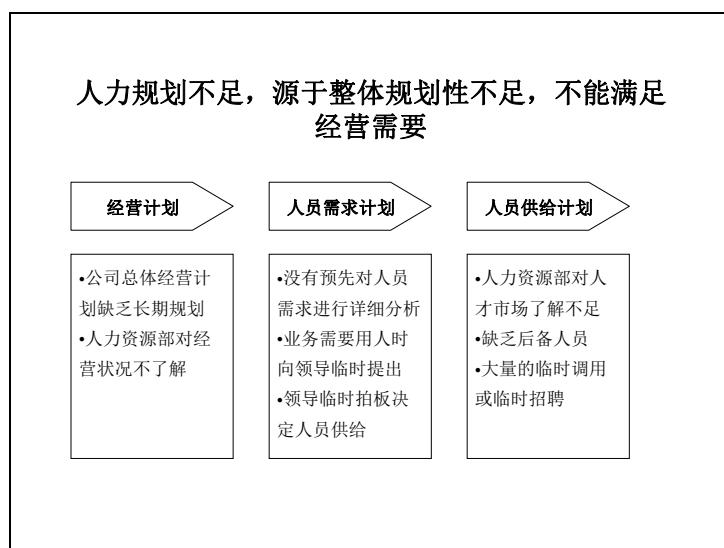 人力规划不足，源于整体规划性不足，不能满足
经营需要
经营计划
人员需求计划
人员供给计划
•公司总体经营计
划缺乏长期规划
•人力资源部对经
营状况不了解
•没有预先对人员
需求进行详细分析
•业务需要用人时
向领导临时提出
•领导临时拍板决
定人员供给
•人力资源部对人
才市场了解不足
•缺乏后备人员
•大量的临时调用
或临时招聘